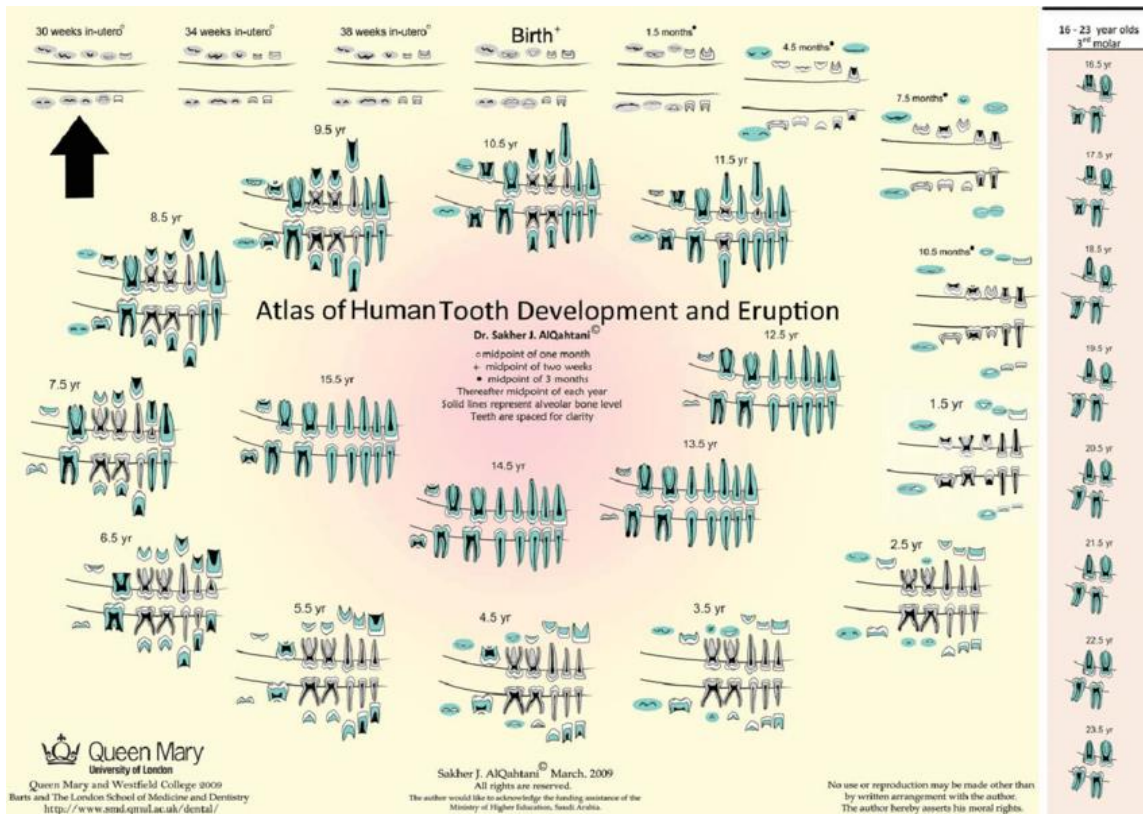 30 weeks in-utero○
34 weeks in-utero○
38 weeks in-utero○
Birth+
1.5 months●
4.5 months●
7.5 months●
9.5 yr
10.5 yr
11.5 yr
8.5 yr
10.5 months●
Atlas of Human Tooth Development and Eruption
Dr. Sakher J. AlQahtani©
○ midpoint of one month
+ midpoint of two weeks
● midpoint of 3 months
Thereafter midpoint of each year
Solid lines represent alveolar bone level
Teeth are spaced for clarity
12.5 yr
7.5 yr
15.5 yr
1.5 yr
13.5 yr
14.5 yr
6.5 yr
2.5 yr
5.5 yr
4.5 yr
3.5 yr
Queen Mary
University of London
Queen Mary and Westfield College 2009
Barts and The London School of Medicine and Dentistry
http://www.smd.qmul.ac.uk/dental/
Sakher J. AlQahtani© March, 2009
All rights are reserved.
The author would like to acknowledge the funding assistance of the
Ministry of Higher Education, Saudi Arabia.
No use or reproduction may be made other than
by written arrangement with the author.
The author hereby asserts his moral rights.
16 - 23 year olds
3rd molar
16.5 yr
17.5 yr
18.5 yr
19.5 yr
20.5 yr
21.5 yr
22.5 yr
23.5 yr